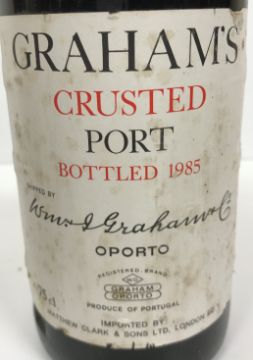 GRAHAM'S
CRUSTED
PORT
BOTTLED 1985
SHIPPED BY
Wm & J Graham & Co
OPORTO
REGISTERED BRAND
GRAHAM
OPORTO
PRODUCE OF PORTUGAL
75cl
IMPORTED BY
MATTHEW CLARK & SONS LTD, LONDON